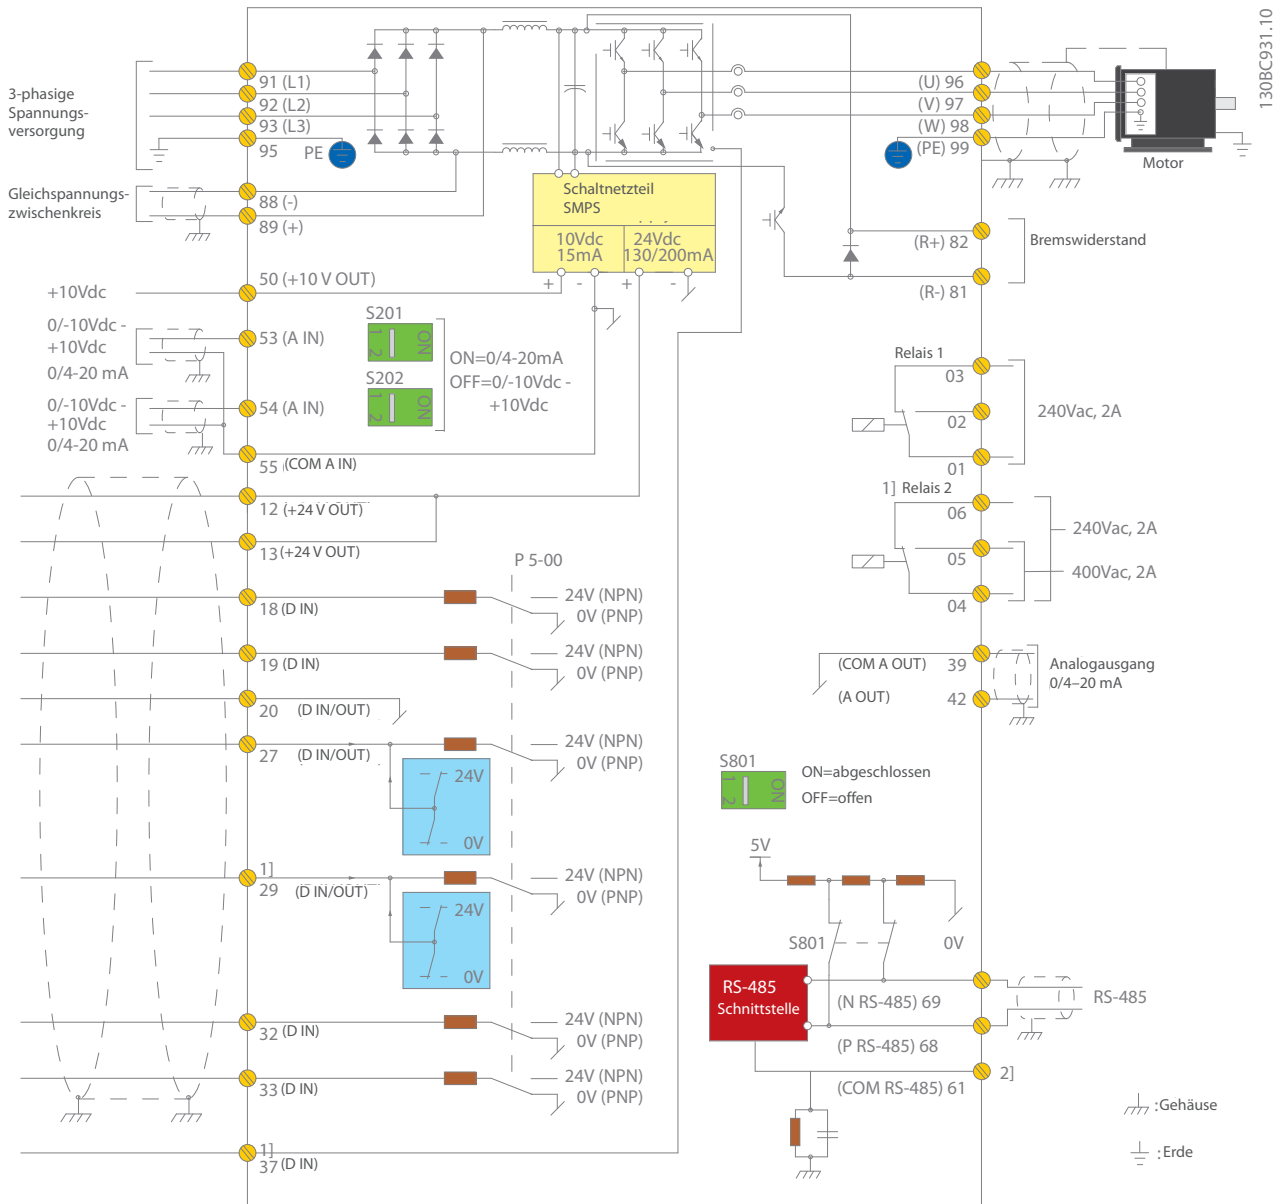 130BC931.10
3-phasige
Spannungs-
versorgung
91 (L1)
92 (L2)
93 (L3)
95
PE
(U) 96
(V) 97
(W) 98
(PE) 99
Motor
Gleichspannungs-
zwischenkreis
88 (-)
89 (+)
Schaltnetzteil
SMPS
10Vdc
15mA
24Vdc
130/200mA
+ - + -
(R+) 82
Bremswiderstand
(R-) 81
+10Vdc
50 (+10 V OUT)
0/-10Vdc -
+10Vdc
0/4-20 mA
53 (A IN)
S201
1 2 ON
S202
1 2 ON
ON=0/4-20mA
OFF=0/-10Vdc -
+10Vdc
0/-10Vdc -
+10Vdc
0/4-20 mA
54 (A IN)
55 (COM A IN)
Relais 1
03
02
01
240Vac, 2A
1] Relais 2
06
05
04
240Vac, 2A
400Vac, 2A
12 (+24 V OUT)
13 (+24 V OUT)
P 5-00
18 (D IN)
24V (NPN)
0V (PNP)
19 (D IN)
24V (NPN)
0V (PNP)
20 (D IN/OUT)
27 (D IN/OUT)
24V (NPN)
0V (PNP)
24V
0V
1]
29 (D IN/OUT)
24V (NPN)
0V (PNP)
24V
0V
32 (D IN)
24V (NPN)
0V (PNP)
33 (D IN)
24V (NPN)
0V (PNP)
1]
37 (D IN)
(COM A OUT) 39
(A OUT) 42
Analogausgang
0/4–20 mA
S801
1 2 ON
ON=abgeschlossen
OFF=offen
5V
S801
0V
RS-485
Schnittstelle
(N RS-485) 69
RS-485
(P RS-485) 68
(COM RS-485) 61
2]
:Gehäuse
:Erde